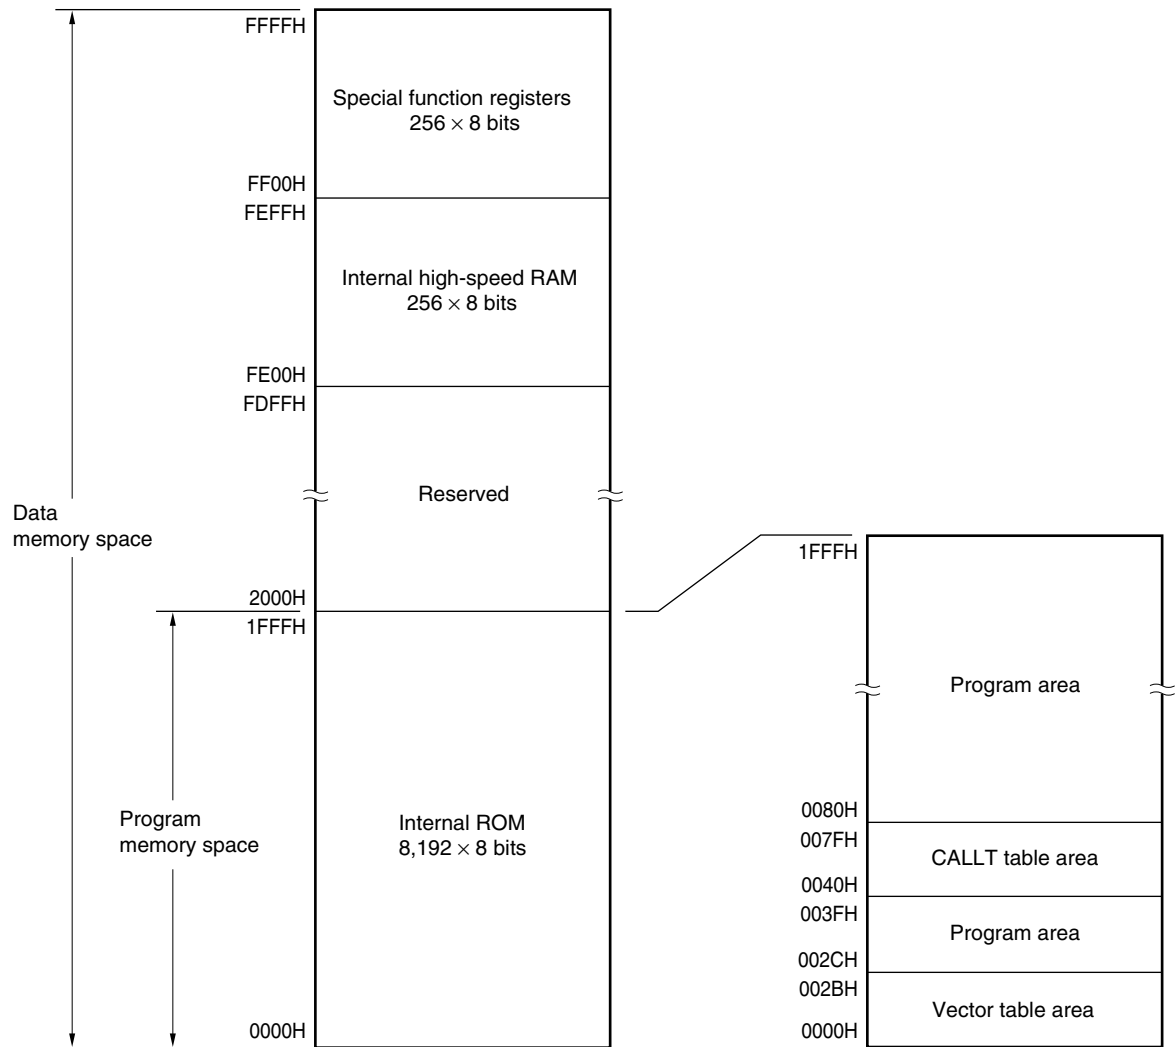 FFFFH
Special function registers
256 × 8 bits
FF00H
FEFFH
Internal high-speed RAM
256 × 8 bits
FE00H
FDFFH
Reserved
Data
memory space
2000H
1FFFH
Program
memory space
Internal ROM
8,192 × 8 bits
0000H
1FFFH
Program area
0080H
007FH
CALLT table area
0040H
003FH
Program area
002CH
002BH
Vector table area
0000H